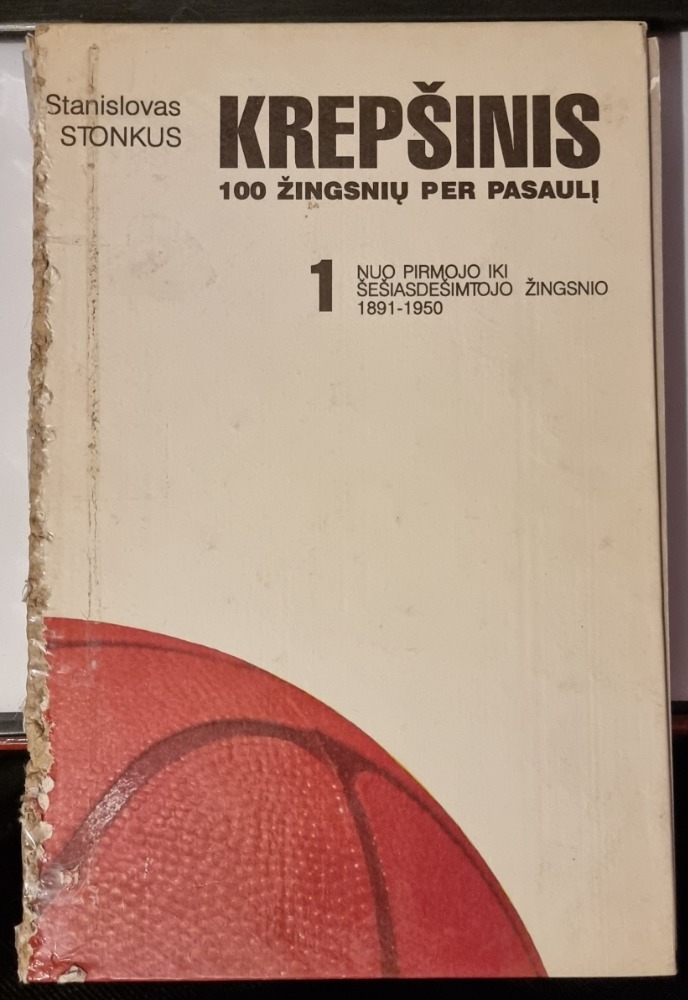 Stanislovas
STONKUS
KREPŠINIS
100 ŽINGSNIŲ PER PASAULĮ
1
NUO PIRMOJO IKI
ŠEŠIASDEŠIMTOJO ŽINGSNIO
1891-1950